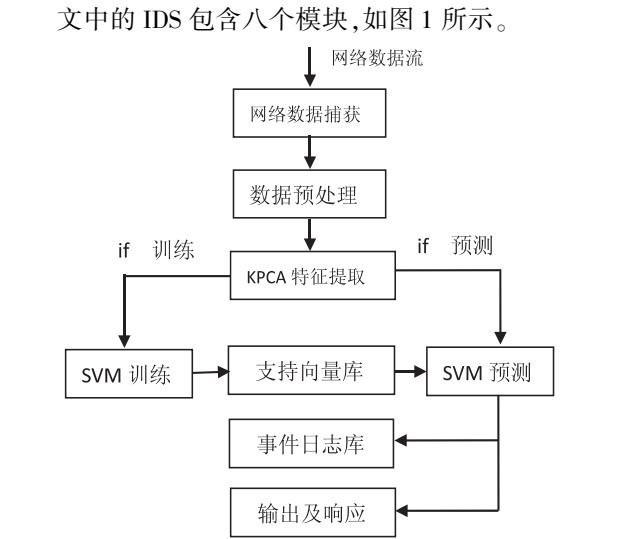 文中的 IDS 包含八个模块,如图 1 所示。
网络数据流
网络数据捕获
数据预处理
if 训练
if 预测
KPCA 特征提取
SVM 训练
支持向量库
SVM 预测
事件日志库
输出及响应